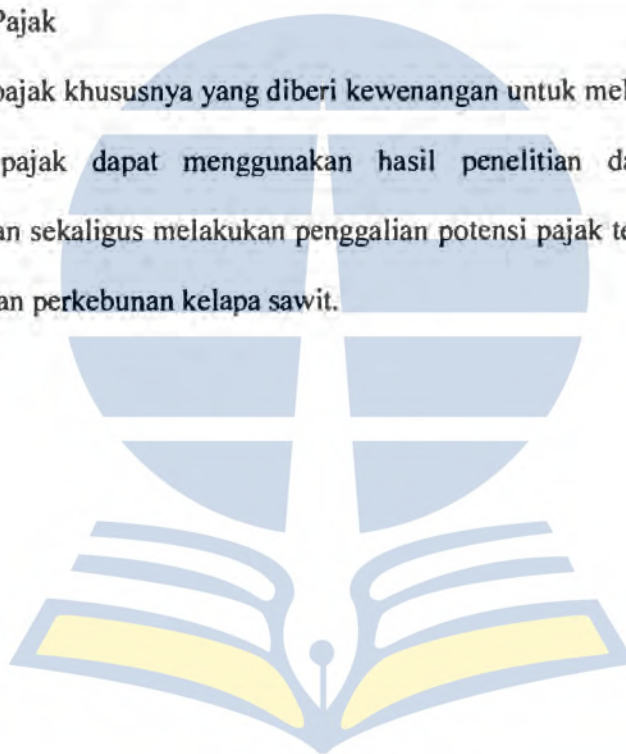 Pajak
pajak khususnya yang diberi kewenangan untuk mel
pajak dapat menggunakan hasil penelitian da
an sekaligus melakukan penggalian potensi pajak te
an perkebunan kelapa sawit.